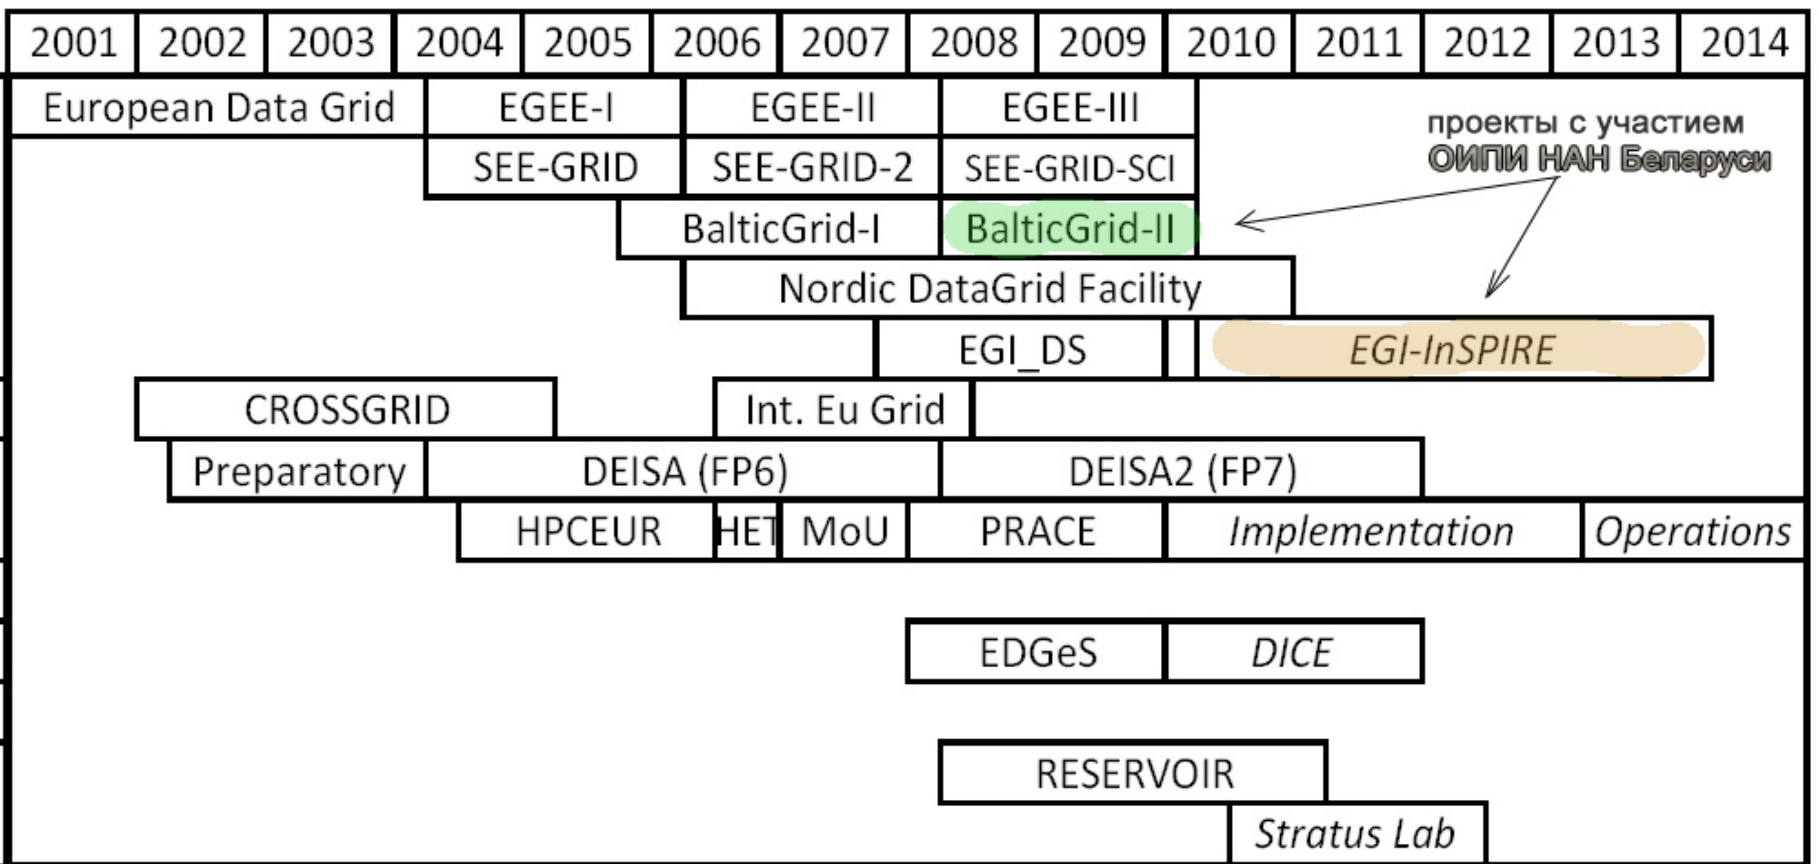 2001 2002 2003 2004 2005 2006 2007 2008 2009 2010 2011 2012 2013 2014
European Data Grid EGEE-I EGEE-II EGEE-III
проекты с участием
ОИПИ НАН Беларуси
SEE-GRID SEE-GRID-2 SEE-GRID-SCI
BalticGrid-I BalticGrid-II
Nordic DataGrid Facility
EGI_DS EGI-InSPIRE
CROSSGRID Int. Eu Grid
Preparatory DEISA (FP6) DEISA2 (FP7)
HPCEUR HET MoU PRACE Implementation Operations
EDGeS DICE
RESERVOIR
Stratus Lab